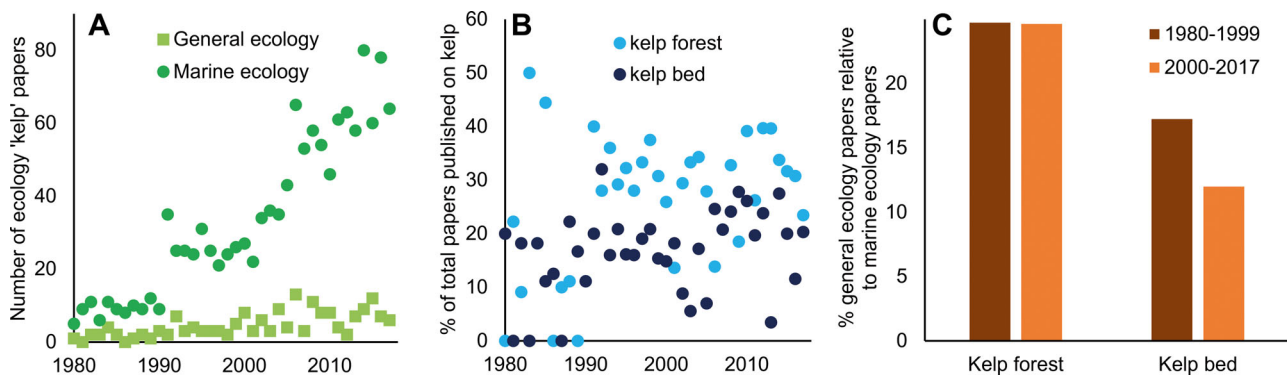 A
General ecology
Marine ecology
Number of ecology 'kelp' papers
80
60
40
20
0
1980
1990
2000
2010
B
kelp forest
kelp bed
% of total papers published on kelp
60
50
40
30
20
10
0
1980
1990
2000
2010
C
1980-1999
2000-2017
% general ecology papers relative
to marine ecology papers
20
15
10
5
0
Kelp forest
Kelp bed